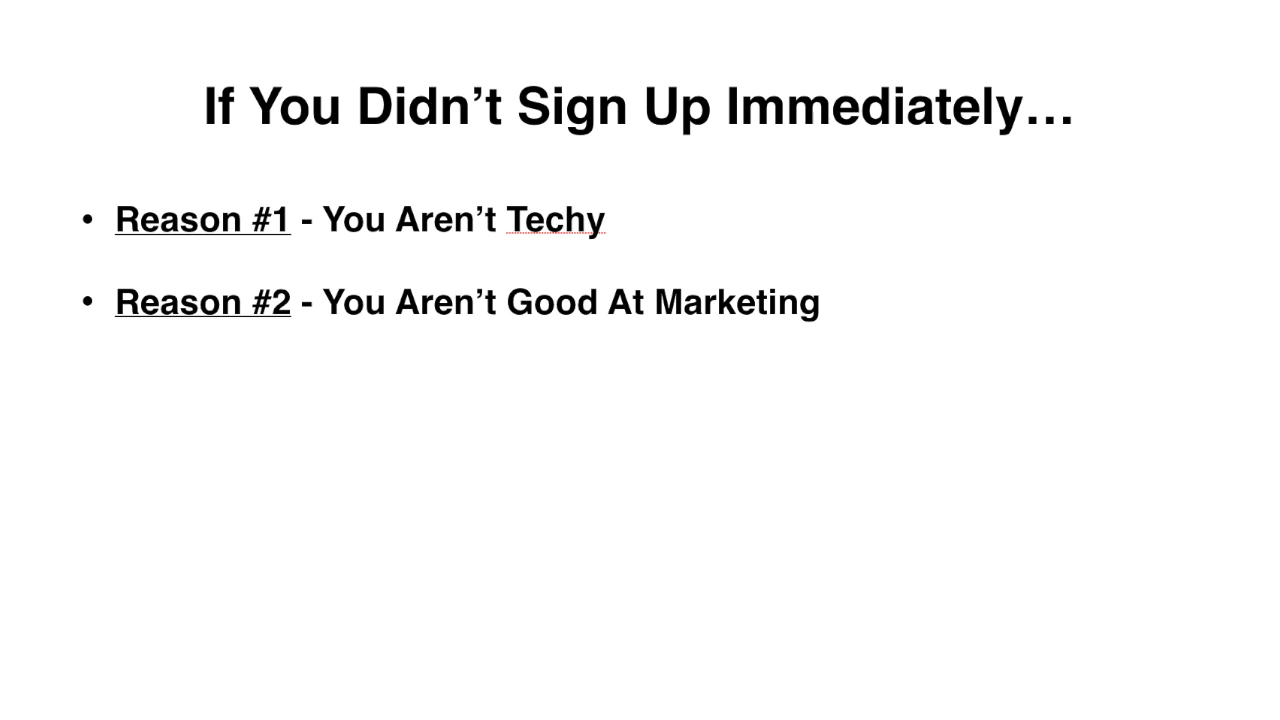 If You Didn’t Sign Up Immediately…
• Reason #1 - You Aren’t Techy
• Reason #2 - You Aren’t Good At Marketing